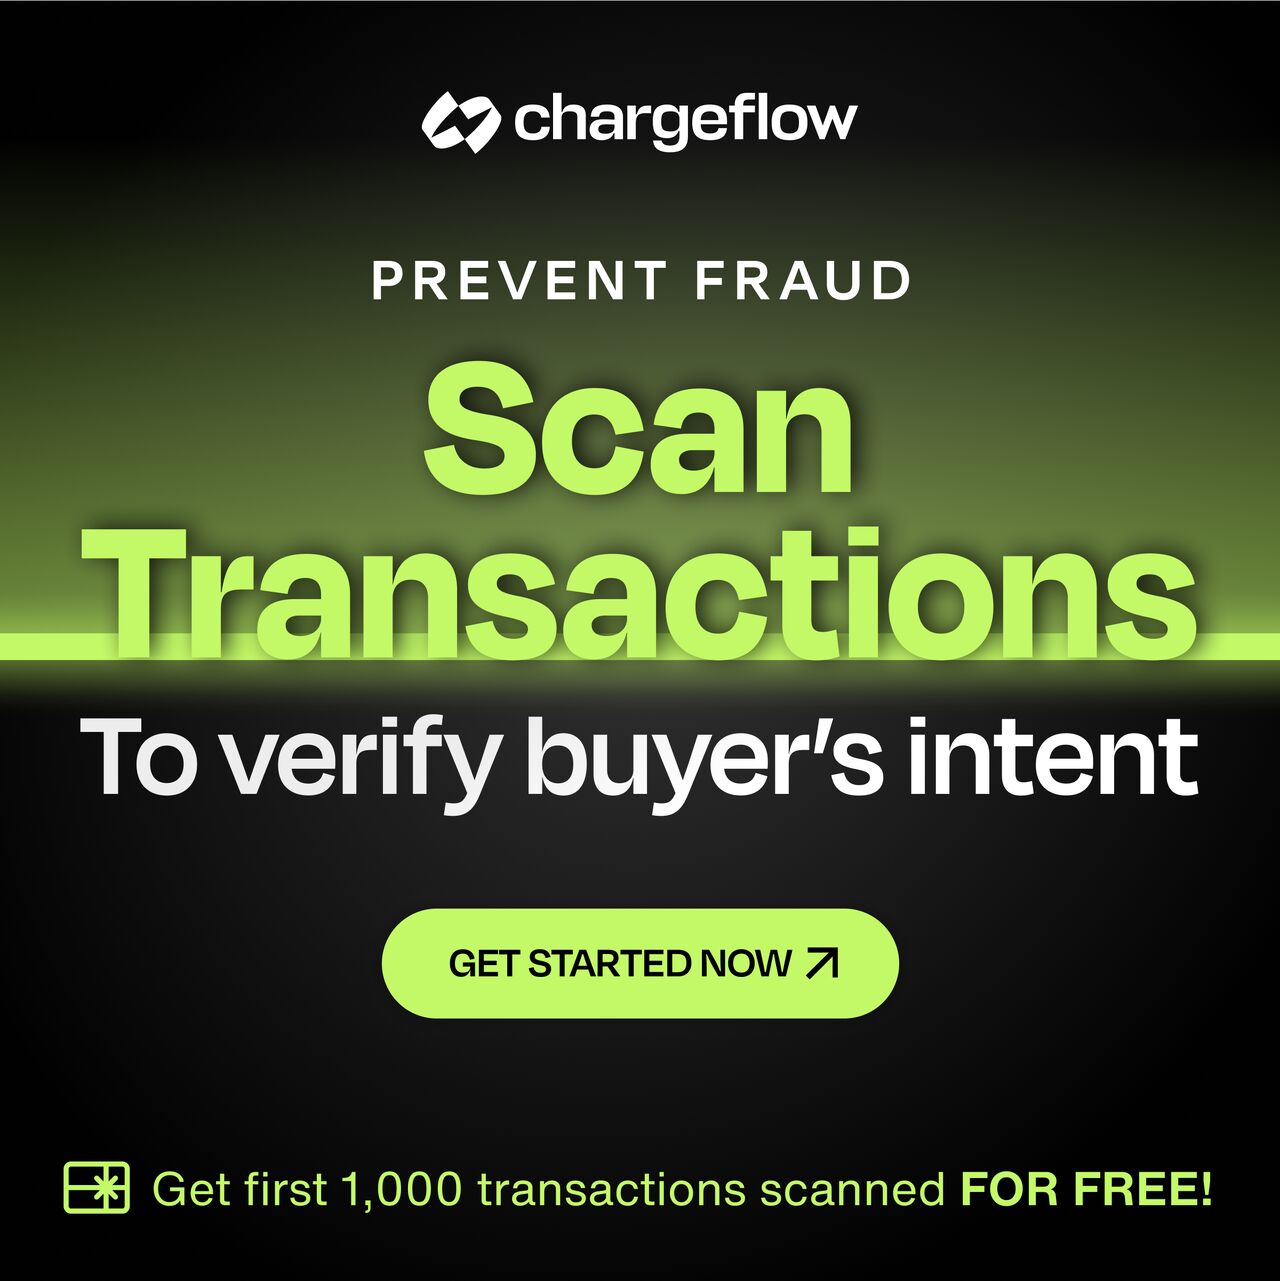 chargeflow
PREVENT FRAUD
Scan
Transactions
To verify buyer's intent
GET STARTED NOW
Get first 1,000 transactions scanned FOR FREE!